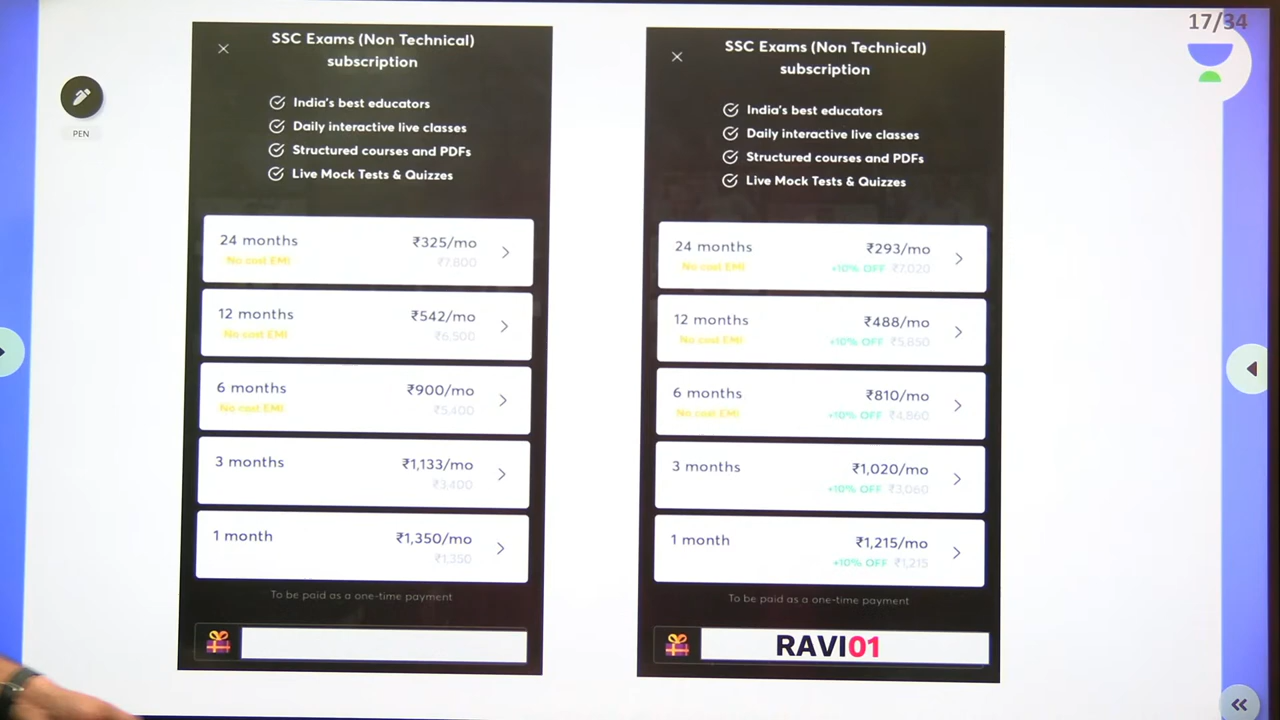 17/34
PEN
SSC Exams (Non Technical)
subscription
India's best educators
Daily interactive live classes
Structured courses and PDFs
Live Mock Tests & Quizzes
24 months ₹325/mo
No cost EMI ₹7,800
12 months ₹542/mo
No cost EMI ₹6,500
6 months ₹900/mo
No cost EMI ₹5,400
3 months ₹1,133/mo
₹3,400
1 month ₹1,350/mo
₹1,350
To be paid as a one-time payment
SSC Exams (Non Technical)
subscription
India's best educators
Daily interactive live classes
Structured courses and PDFs
Live Mock Tests & Quizzes
24 months ₹293/mo
No cost EMI +10% OFF ₹7,020
12 months ₹488/mo
No cost EMI +10% OFF ₹5,850
6 months ₹810/mo
No cost EMI +10% OFF ₹4,860
3 months ₹1,020/mo
+10% OFF ₹3,060
1 month ₹1,215/mo
+10% OFF ₹1,215
To be paid as a one-time payment
RAVI01